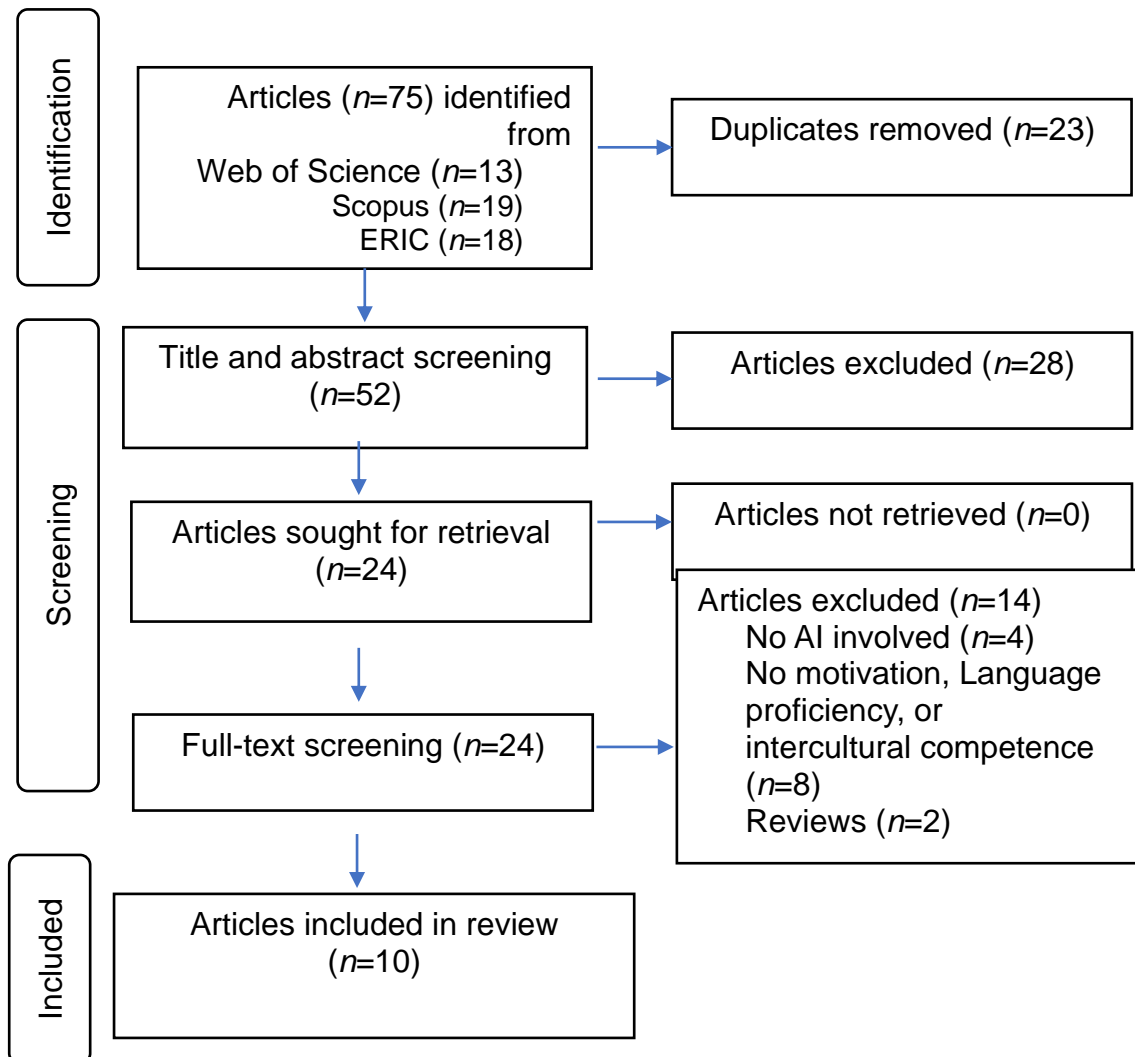 Identification
Articles (n=75) identified
from
Web of Science (n=13)
Scopus (n=19)
ERIC (n=18)
Duplicates removed (n=23)
Screening
Title and abstract screening
(n=52)
Articles excluded (n=28)
Articles sought for retrieval
(n=24)
Articles not retrieved (n=0)
Full-text screening (n=24)
Articles excluded (n=14)
No AI involved (n=4)
No motivation, Language
proficiency, or
intercultural competence
(n=8)
Reviews (n=2)
Included
Articles included in review
(n=10)